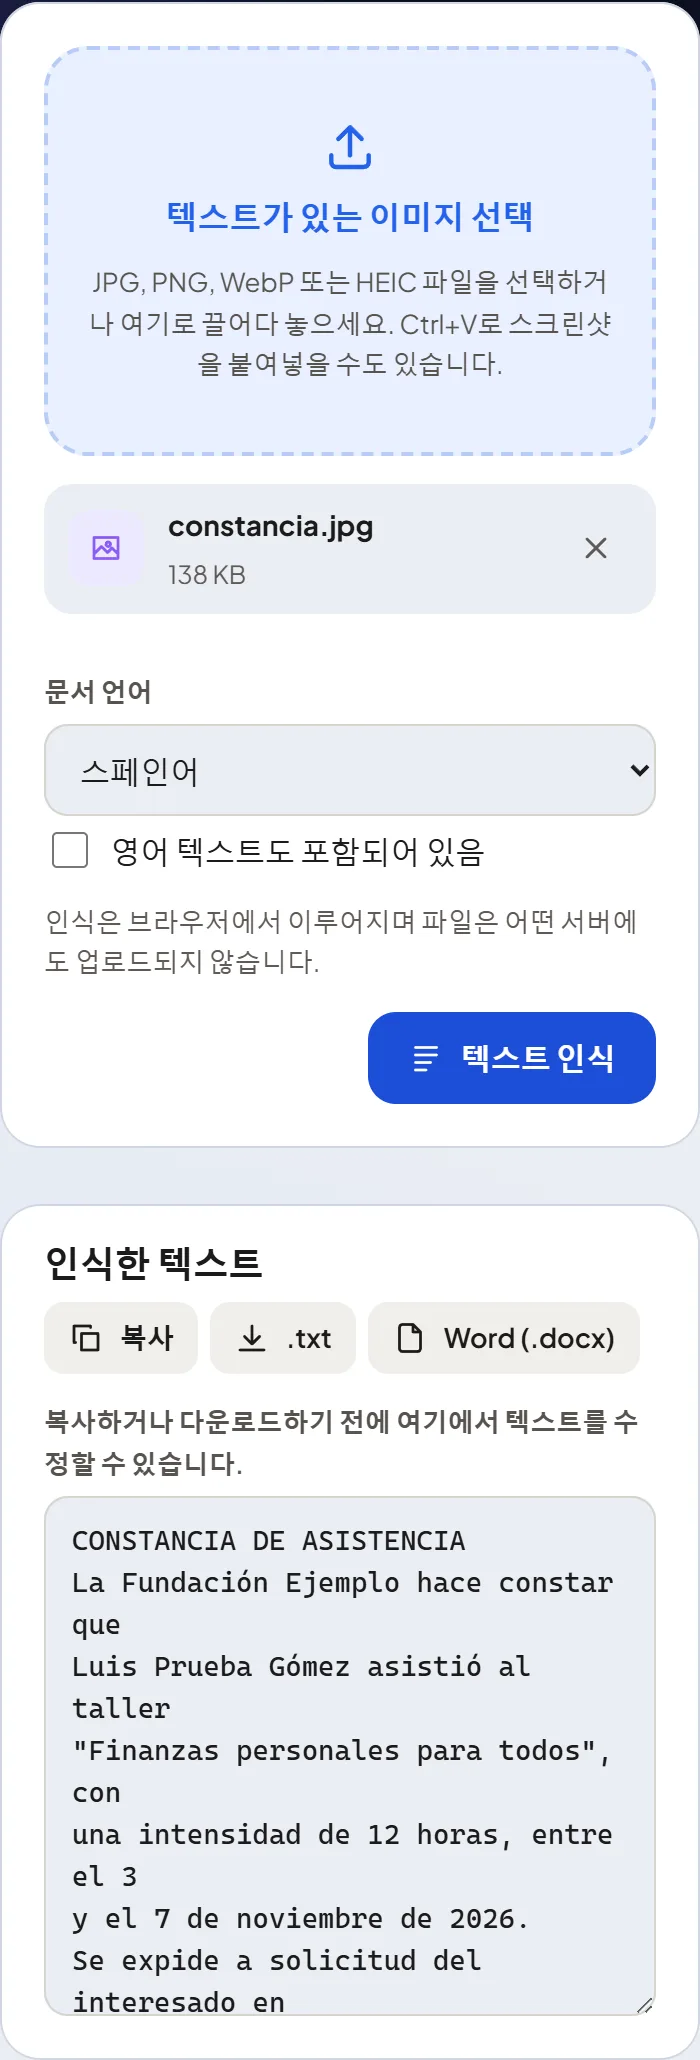 텍스트가 있는 이미지 선택
JPG, PNG, WebP 또는 HEIC 파일을 선택하거
나 여기로 끌어다 놓으세요. Ctrl+V로 스크린샷
을 붙여넣을 수도 있습니다.
constancia.jpg
138 KB
문서 언어
스페인어
영어 텍스트도 포함되어 있음
인식은 브라우저에서 이루어지며 파일은 어떤 서버에
도 업로드되지 않습니다.
텍스트 인식
인식한 텍스트
복사
.txt
Word (.docx)
복사하거나 다운로드하기 전에 여기에서 텍스트를 수
정할 수 있습니다.
CONSTANCIA DE ASISTENCIA
La Fundación Ejemplo hace constar
que
Luis Prueba Gómez asistió al
taller
"Finanzas personales para todos",
con
una intensidad de 12 horas, entre
el 3
y el 7 de noviembre de 2026.
Se expide a solicitud del
interesado en